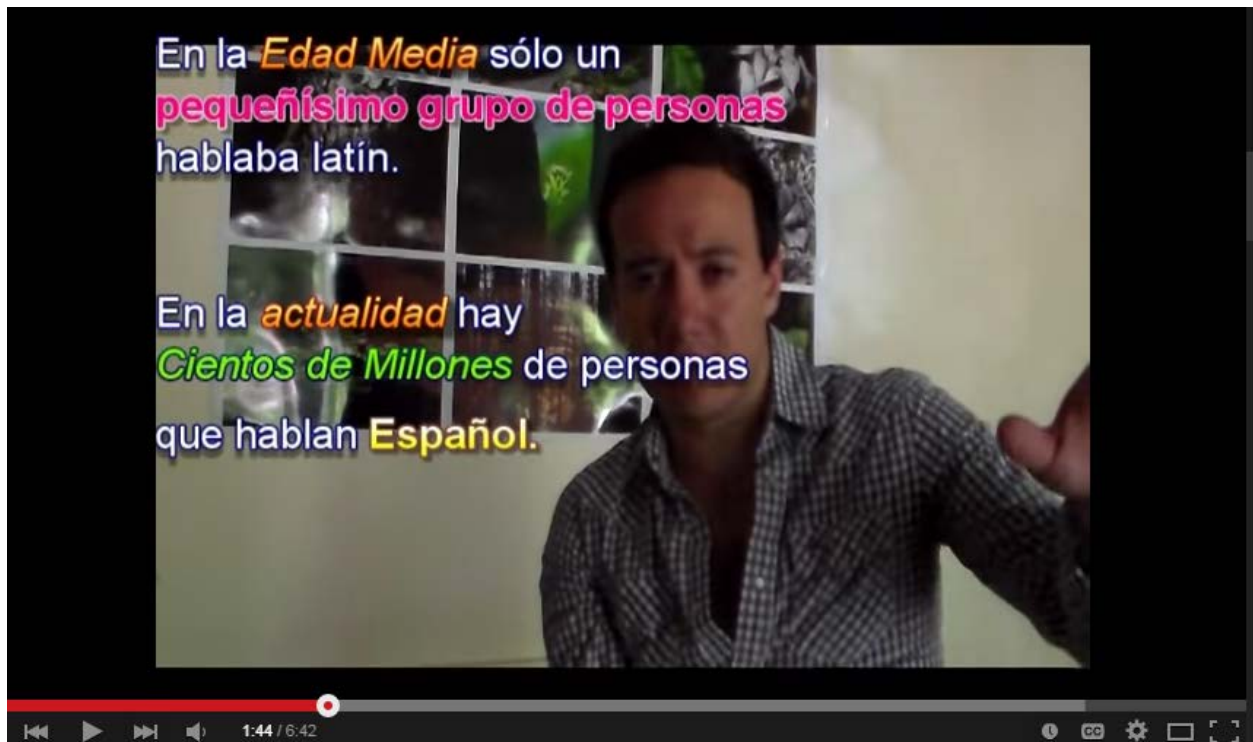 En la Edad Media sólo un
pequeñísimo grupo de personas
hablaba latín.
En la actualidad hay
Cientos de Millones de personas
que hablan Español.
1:44 / 6:42
CC